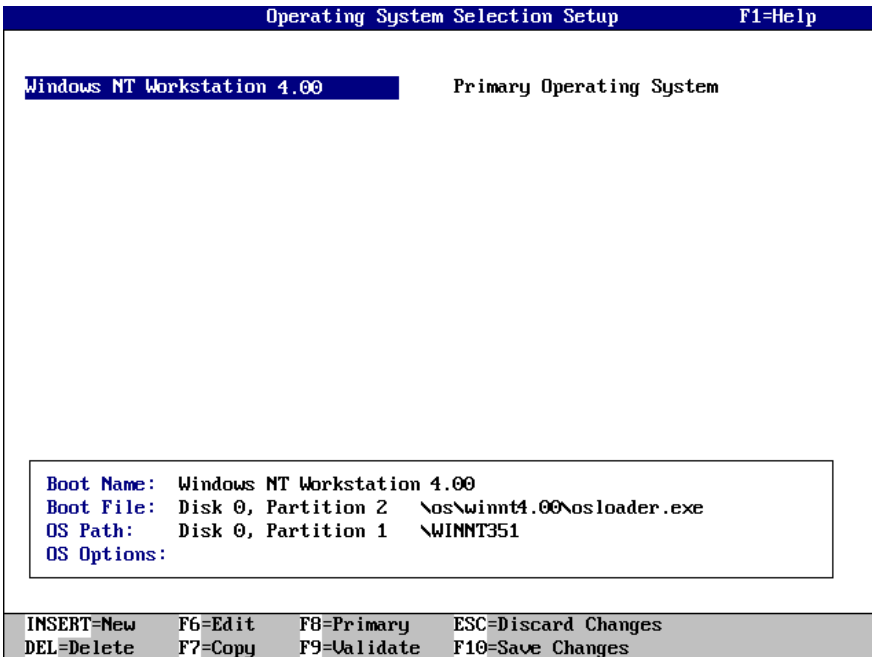 Operating System Selection Setup F1=Help
Windows NT Workstation 4.00 Primary Operating System
Boot Name: Windows NT Workstation 4.00
Boot File: Disk 0, Partition 2 \os\winnt4.00\osloader.exe
OS Path: Disk 0, Partition 1 \WINNT351
OS Options:
INSERT=New F6=Edit F8=Primary ESC=Discard Changes
DEL=Delete F7=Copy F9=Validate F10=Save Changes